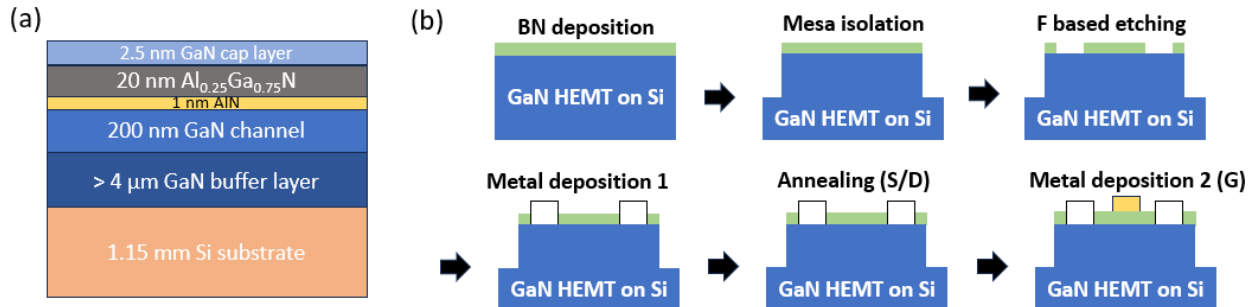 (a)
2.5 nm GaN cap layer
20 nm Al0.25Ga0.75N
1 nm AlN
200 nm GaN channel
> 4 μm GaN buffer layer
1.15 mm Si substrate
(b)
BN deposition
GaN HEMT on Si
Mesa isolation
GaN HEMT on Si
F based etching
GaN HEMT on Si
Metal deposition 1
GaN HEMT on Si
Annealing (S/D)
GaN HEMT on Si
Metal deposition 2 (G)
GaN HEMT on Si